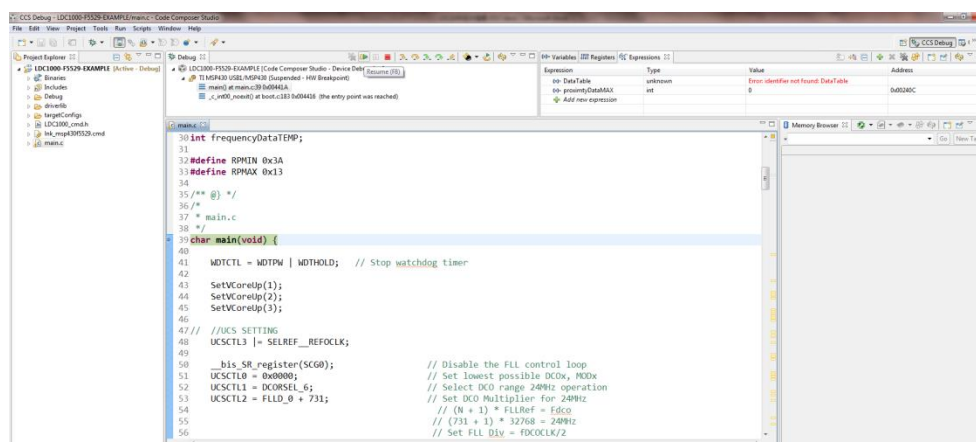 CCS Debug - LDC1000-F5529-EXAMPLE/main.c - Code Composer Studio
File Edit View Project Tools Run Scripts Window Help
CCS Debug
Project Explorer
LDC1000-F5529-EXAMPLE [Active - Debug]
Binaries
Includes
Debug
driverlib
targetConfigs
LDC1000_cmd.h
lnk_msp430f5529.cmd
main.c
Debug
LDC1000-F5529-EXAMPLE [Code Composer Studio - Device Deb
Resume (F8)
TI MSP430 USB1/MSP430 (Suspended - HW Breakpoint)
main() at main.c:39 0x00441A
_c_int00_noexit() at boot.c:183 0x004416 (the entry point was reached)
Variables Registers Expressions
Expression Type Value Address
DataTable unknown Error: identifier not found: DataTable
proximtyDataMAX int 0 0x00240C
Add new expression
main.c
30 int frequencyDataTEMP;
31
32 #define RPMIN 0x3A
33 #define RPMAX 0x13
34
35 /** @} */
36 /*
37 * main.c
38 */
39 char main(void) {
40
41 WDTCTL = WDTPW | WDTHOLD; // Stop watchdog timer
42
43 SetVCoreUp(1);
44 SetVCoreUp(2);
45 SetVCoreUp(3);
46
47 // //UCS SETTING
48 UCSCTL3 |= SELREF__REFOCLK;
49
50 __bis_SR_register(SCG0); // Disable the FLL control loop
51 UCSCTL0 = 0x0000; // Set lowest possible DCOx, MODx
52 UCSCTL1 = DCORSEL_6; // Select DCO range 24MHz operation
53 UCSCTL2 = FLLD_0 + 731; // Set DCO Multiplier for 24MHz
54 // (N + 1) * FLLRef = Fdco
55 // (731 + 1) * 32768 = 24MHz
56 // Set FLL Div = fDCOCLK/2
Memory Browser
Go New Ta